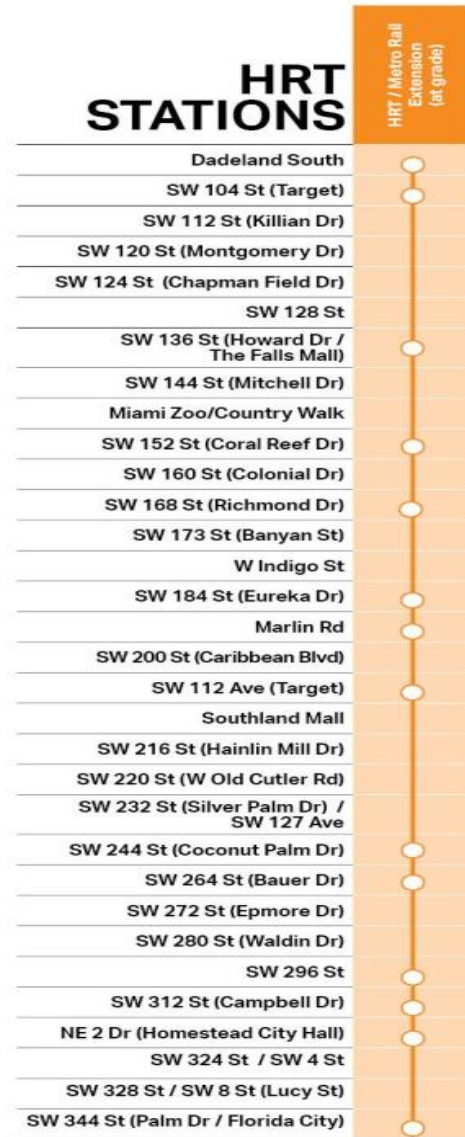 HRT
STATIONS
HRT / Metro Rail
Extension
(at grade)
Dadeland South
SW 104 St (Target)
SW 112 St (Killian Dr)
SW 120 St (Montgomery Dr)
SW 124 St (Chapman Field Dr)
SW 128 St
SW 136 St (Howard Dr /
The Falls Mall)
SW 144 St (Mitchell Dr)
Miami Zoo/Country Walk
SW 152 St (Coral Reef Dr)
SW 160 St (Colonial Dr)
SW 168 St (Richmond Dr)
SW 173 St (Banyan St)
W Indigo St
SW 184 St (Eureka Dr)
Marlin Rd
SW 200 St (Caribbean Blvd)
SW 112 Ave (Target)
Southland Mall
SW 216 St (Hainlin Mill Dr)
SW 220 St (W Old Cutler Rd)
SW 232 St (Silver Palm Dr) /
SW 127 Ave
SW 244 St (Coconut Palm Dr)
SW 264 St (Bauer Dr)
SW 272 St (Epmore Dr)
SW 280 St (Waldin Dr)
SW 296 St
SW 312 St (Campbell Dr)
NE 2 Dr (Homestead City Hall)
SW 324 St / SW 4 St
SW 328 St / SW 8 St (Lucy St)
SW 344 St (Palm Dr / Florida City)